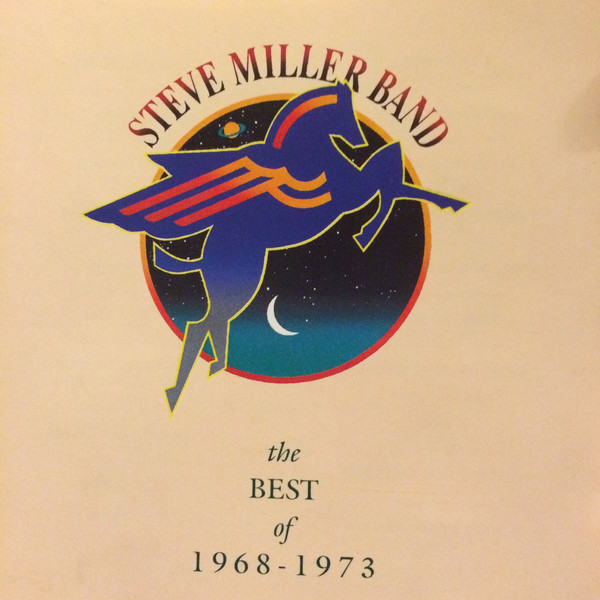 STEVE MILLER BAND
the
BEST
of
1968-1973